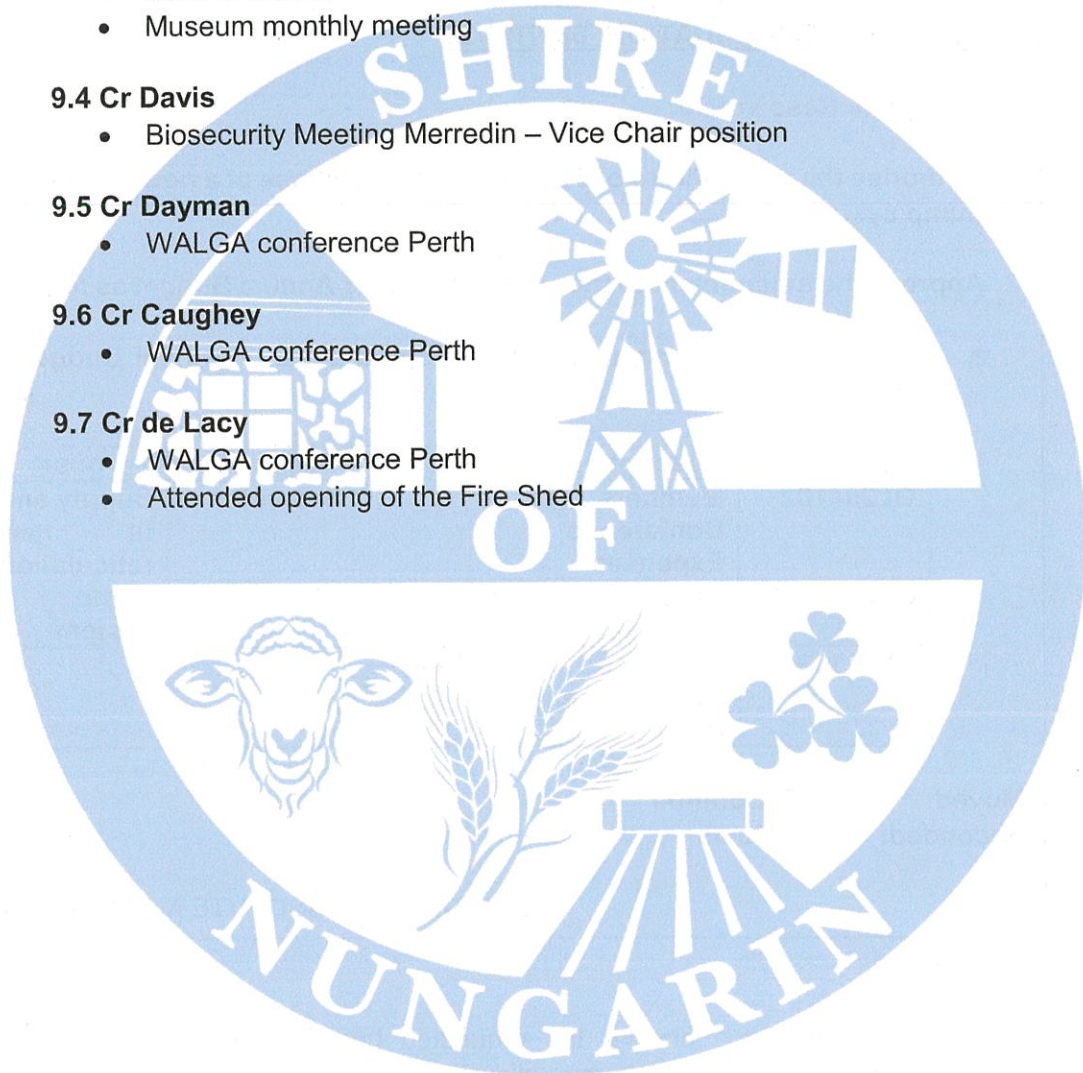 • Museum monthly meeting
9.4 Cr Davis
• Biosecurity Meeting Merredin – Vice Chair position
9.5 Cr Dayman
• WALGA conference Perth
9.6 Cr Caughey
• WALGA conference Perth
9.7 Cr de Lacy
• WALGA conference Perth
• Attended opening of the Fire Shed
SHIRE
OF
NUNGARIN